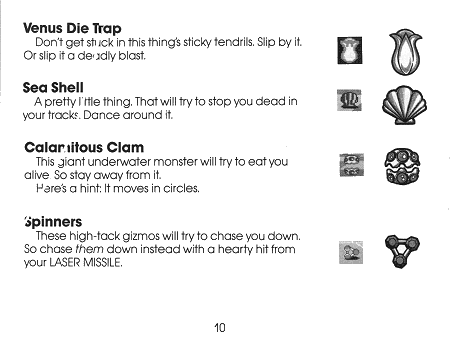 Venus Die Trap
Don't get stuck in this thing's sticky tendrils. Slip by it.
Or slip it a deadly blast.
Sea Shell
A pretty little thing. That will try to stop you dead in
your tracks. Dance around it.
Calamitous Clam
This giant underwater monster will try to eat you
alive. So stay away from it.
Here's a hint: It moves in circles.
Spinners
These high-tack gizmos will try to chase you down.
So chase them down instead with a hearty hit from
your LASER MISSILE.
10